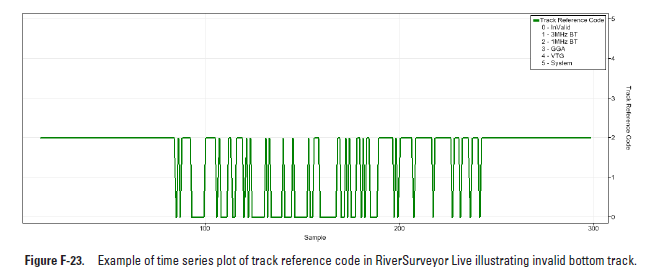 Track Reference Code
0 - InValid
1 - 3MHz BT
2 - 1MHz BT
3 - GGA
4 - VTG
5 - System
5
4
3
2
1
0
Track Reference Code
100
200
300
Sample
Figure F-23. Example of time series plot of track reference code in RiverSurveyor Live illustrating invalid bottom track.